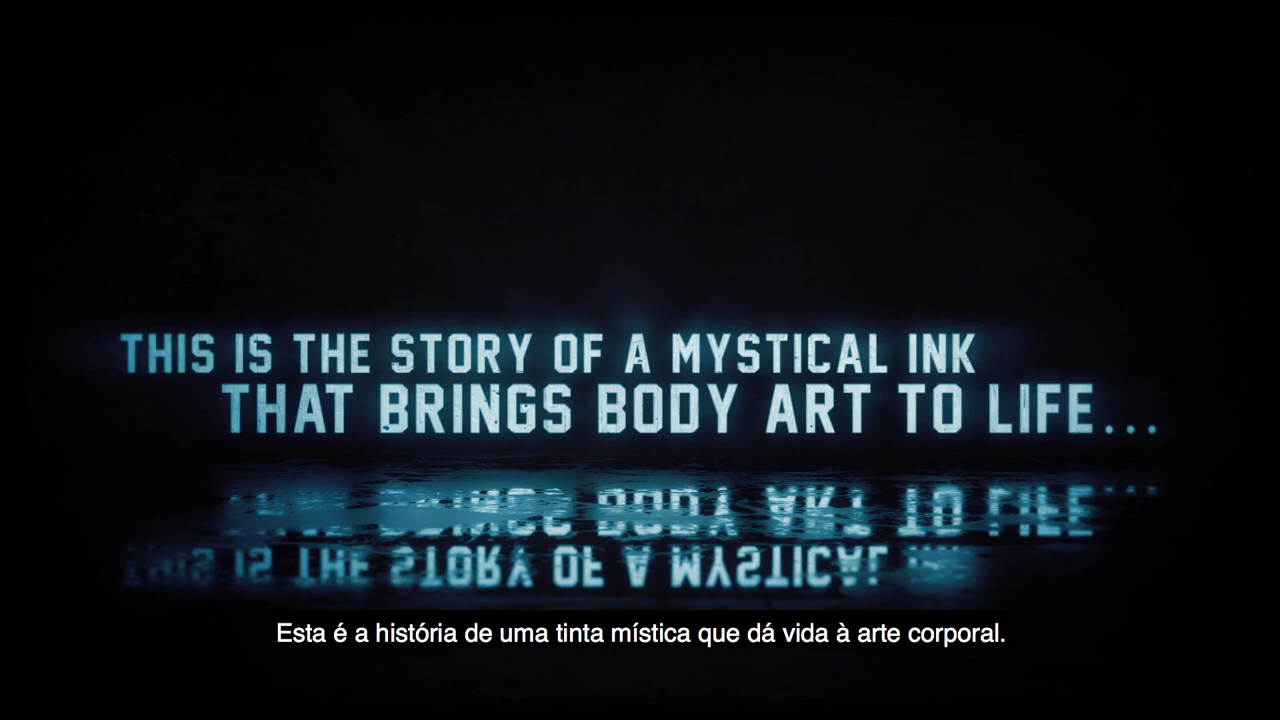 THIS IS THE STORY OF A MYSTICAL INK
THAT BRINGS BODY ART TO LIFE...
Esta é a história de uma tinta mística que dá vida à arte corporal.